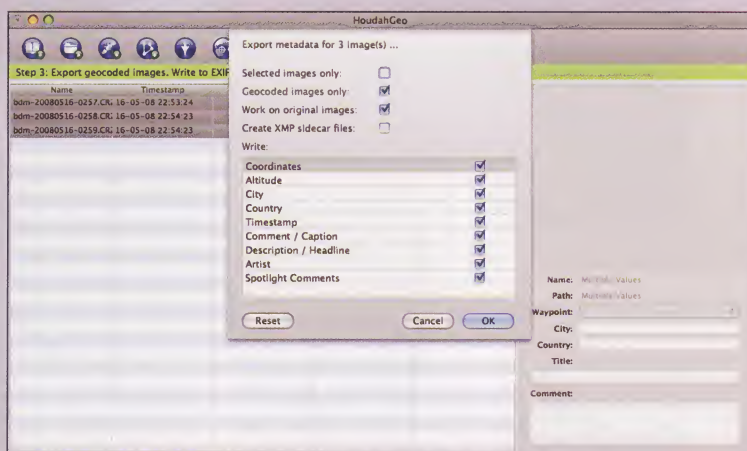 HoudahGeo
Export metadata for 3 image(s) ...
Step 3: Export geocoded images. Write to EXIF
Selected images only:
Geocoded images only:
Work on original images:
Create XMP sidecar files:
Write:
Name Timestamp
bdm-20080516-0257.CR2 16-05-08 22:53:24
bdm-20080516-0258.CR2 16-05-08 22:54:23
bdm-20080516-0259.CR2 16-05-08 22:54:23
Coordinates
Altitude
City
Country
Timestamp
Comment / Caption
Description / Headline
Artist
Spotlight Comments
Reset Cancel OK
Name: Multiple values
Path: Multiple values
Waypoint:
City:
Country:
Title:
Comment: